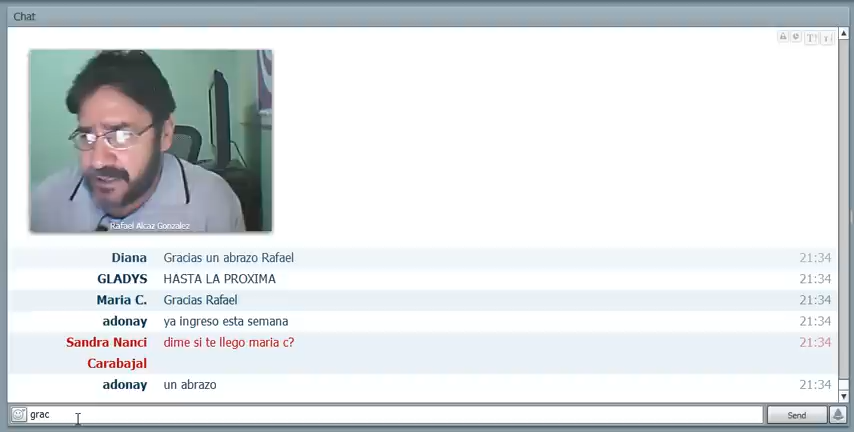 Chat
Rafael Alcaz Gonzalez
Diana Gracias un abrazo Rafael 21:34
GLADYS HASTA LA PROXIMA 21:34
Maria C. Gracias Rafael 21:34
adonay ya ingreso esta semana 21:34
Sandra Nanci dime si te llego maria c? 21:34
Carabajal
adonay un abrazo 21:34
grac
Send